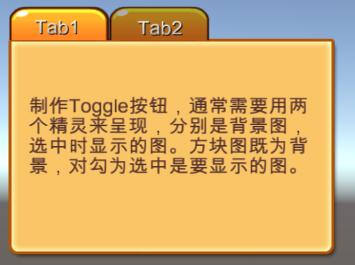 Tab1
Tab2
制作Toggle按钮，通常需要用两
个精灵来呈现，分别是背景图，
选中时显示的图。方块图既为背
景，对勾为选中是要显示的图。